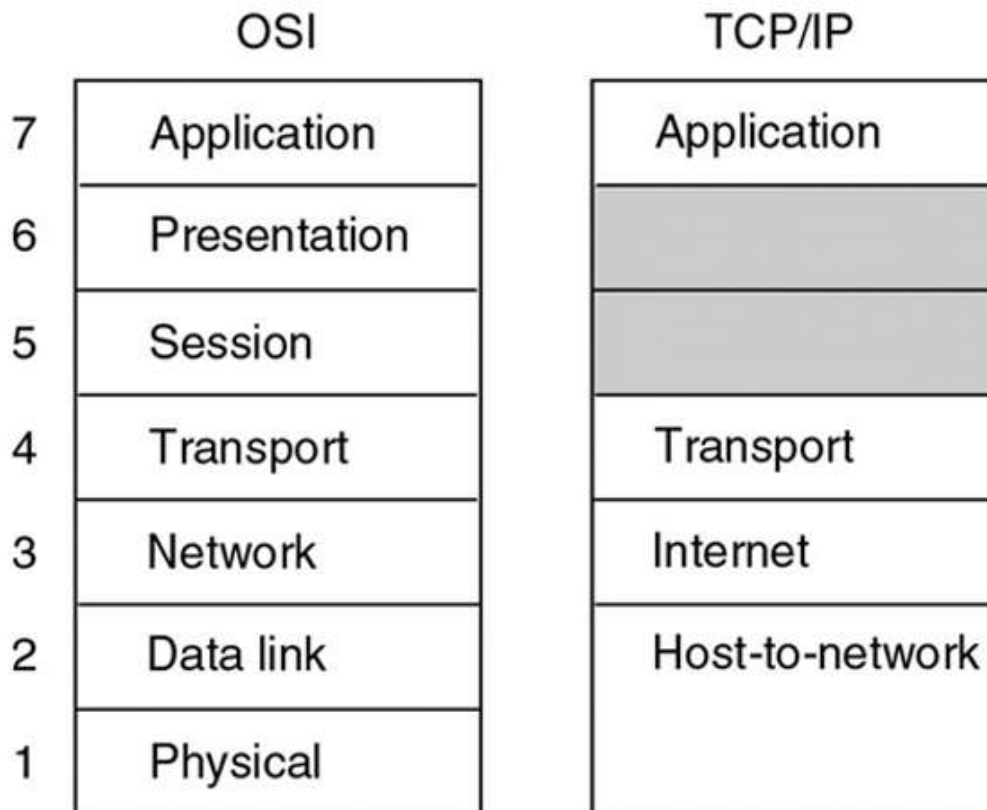 OSI TCP/IP
7 Application Application
6 Presentation
5 Session
4 Transport Transport
3 Network Internet
2 Data link Host-to-network
1 Physical